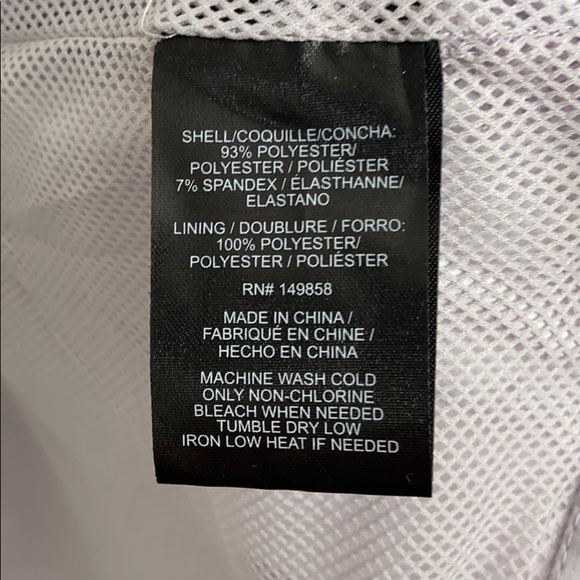 SHELL/COQUILLE/CONCHA:
93% POLYESTER/
POLYESTER / POLIÉSTER
7% SPANDEX / ÉLASTHANNE/
ELASTANO
LINING / DOUBLURE / FORRO:
100% POLYESTER/
POLYESTER / POLIÉSTER
RN# 149858
MADE IN CHINA /
FABRIQUÉ EN CHINE /
HECHO EN CHINA
MACHINE WASH COLD
ONLY NON-CHLORINE
BLEACH WHEN NEEDED
TUMBLE DRY LOW
IRON LOW HEAT IF NEEDED